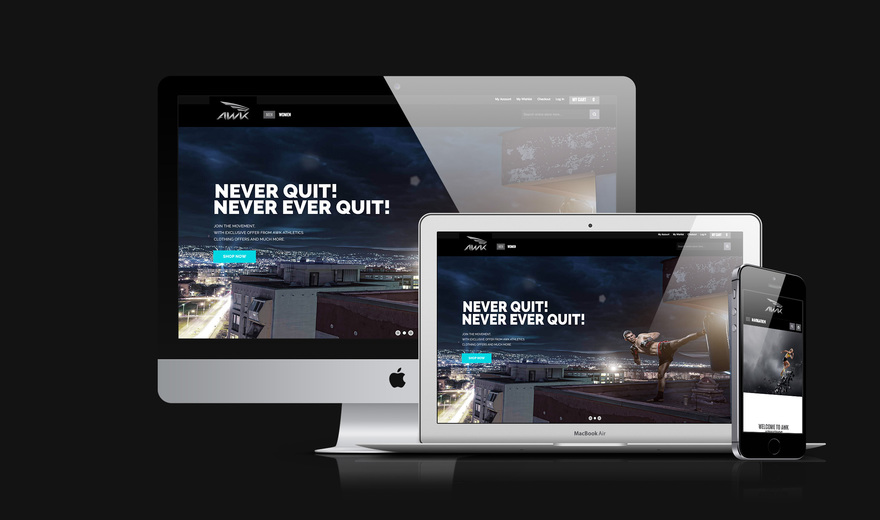 My Account My Wishlist Checkout Log In MY CART 0
AWK
MEN WOMEN
NEVER QUIT!
NEVER EVER QUIT!
JOIN THE MOVEMENT.
WITH EXCLUSIVE OFFER FROM AWK ATHLETICS
CLOTHING OFFERS AND MUCH MORE.
SHOP NOW
My Account My Wishlist Checkout Log In MY CART 0
AWK
MEN WOMEN
NEVER QUIT!
NEVER EVER QUIT!
JOIN THE MOVEMENT.
WITH EXCLUSIVE OFFER FROM AWK ATHLETICS
CLOTHING OFFERS AND MUCH MORE.
SHOP NOW
MacBook Air
AWK
WELCOME TO AWK